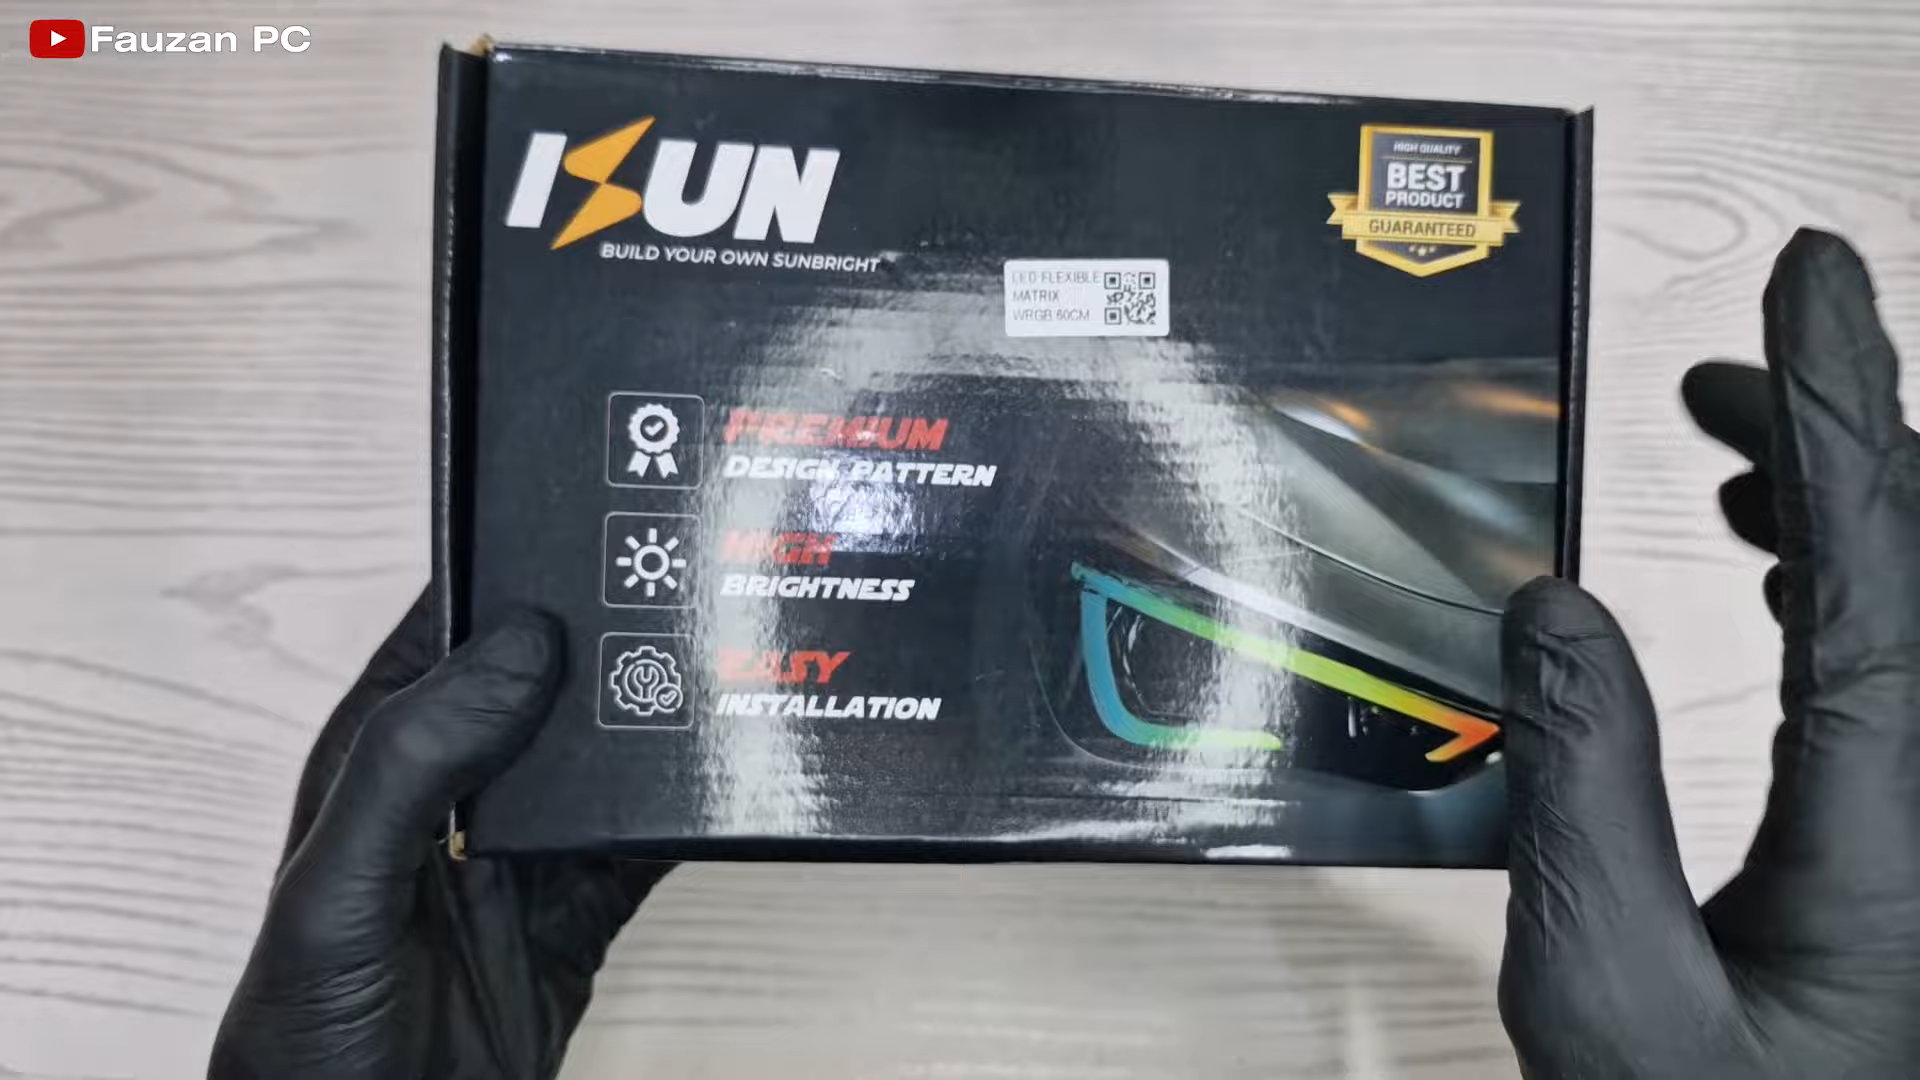 Fauzan PC
ISUN
BUILD YOUR OWN SUNBRIGHT
HIGH QUALITY
BEST
PRODUCT
GUARANTEED
LED FLEXIBLE
MATRIX
WRGB 60CM
PREMIUM
DESIGN PATTERN
HIGH
BRIGHTNESS
EASY
INSTALLATION